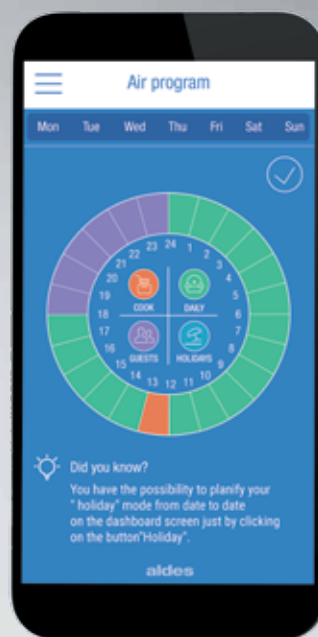 Air program
Mon Tue Wed Thu Fri Sat Sun
24
1
2
3
4
5
6
7
8
9
10
11
12
13
14
15
16
17
18
19
20
21
22
23
COOK
DAILY
GUESTS
HOLIDAYS
Did you know?
You have the possibility to planify your
" holiday" mode from date to date
on the dashboard screen just by clicking
on the button"Holiday".
aldes